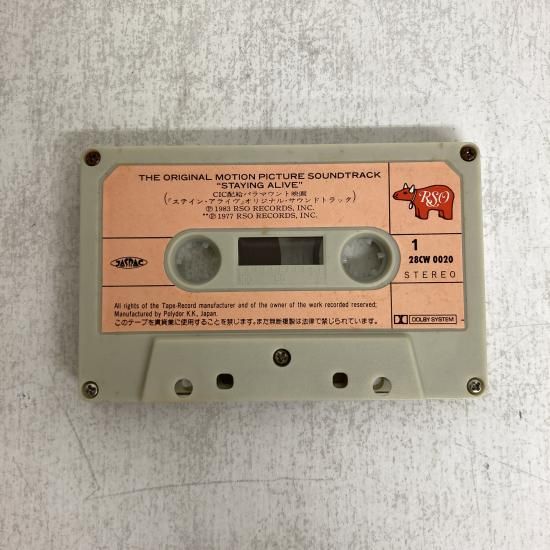 THE ORIGINAL MOTION PICTURE SOUNDTRACK
"STAYING ALIVE"
CIC配給パラマウント映画
(「ステイン・アライヴ」オリジナル・サウンドトラック)
℗ 1983 RSO RECORDS, INC.
**℗ 1977 RSO RECORDS, INC.
RSO
JASRAC
1
28CW 0020
STEREO
All rights of the Tape-Record manufacturer and of the owner of the work recorded reserved;
Manufactured by Polydor K.K., Japan.
このテープを賃貸業に使用することを禁じます。また無断複製は法律で禁じられています。
DOLBY SYSTEM